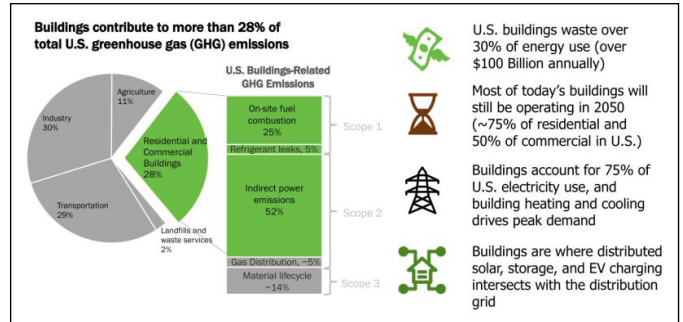 Buildings contribute to more than 28% of
total U.S. greenhouse gas (GHG) emissions
Agriculture
11%
Industry
30%
Residential and
Commercial
Buildings
28%
Transportation
29%
Landfills and
waste services
2%
U.S. Buildings-Related
GHG Emissions
On-site fuel
combustion
25%
Refrigerant leaks, 5%
Indirect power
emissions
52%
Gas Distribution, ~5%
Material lifecycle
~14%
Scope 1
Scope 2
Scope 3
U.S. buildings waste over
30% of energy use (over
$100 Billion annually)
Most of today's buildings will
still be operating in 2050
(~75% of residential and
50% of commercial in U.S.)
Buildings account for 75% of
U.S. electricity use, and
building heating and cooling
drives peak demand
Buildings are where distributed
solar, storage, and EV charging
intersects with the distribution
grid